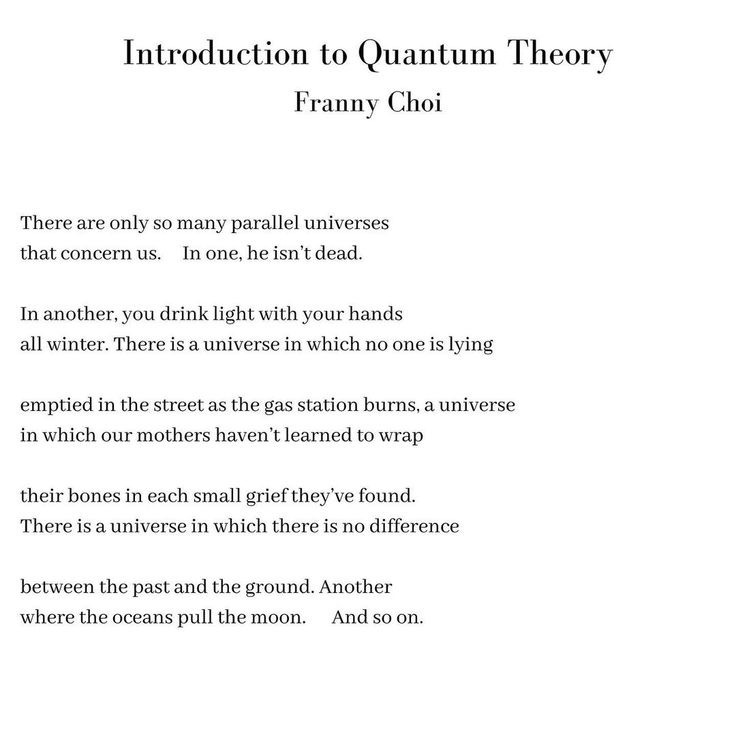 Introduction to Quantum Theory
Franny Choi
There are only so many parallel universes
that concern us.    In one, he isn’t dead.
In another, you drink light with your hands
all winter. There is a universe in which no one is lying
emptied in the street as the gas station burns, a universe
in which our mothers haven’t learned to wrap
their bones in each small grief they’ve found.
There is a universe in which there is no difference
between the past and the ground. Another
where the oceans pull the moon.    And so on.